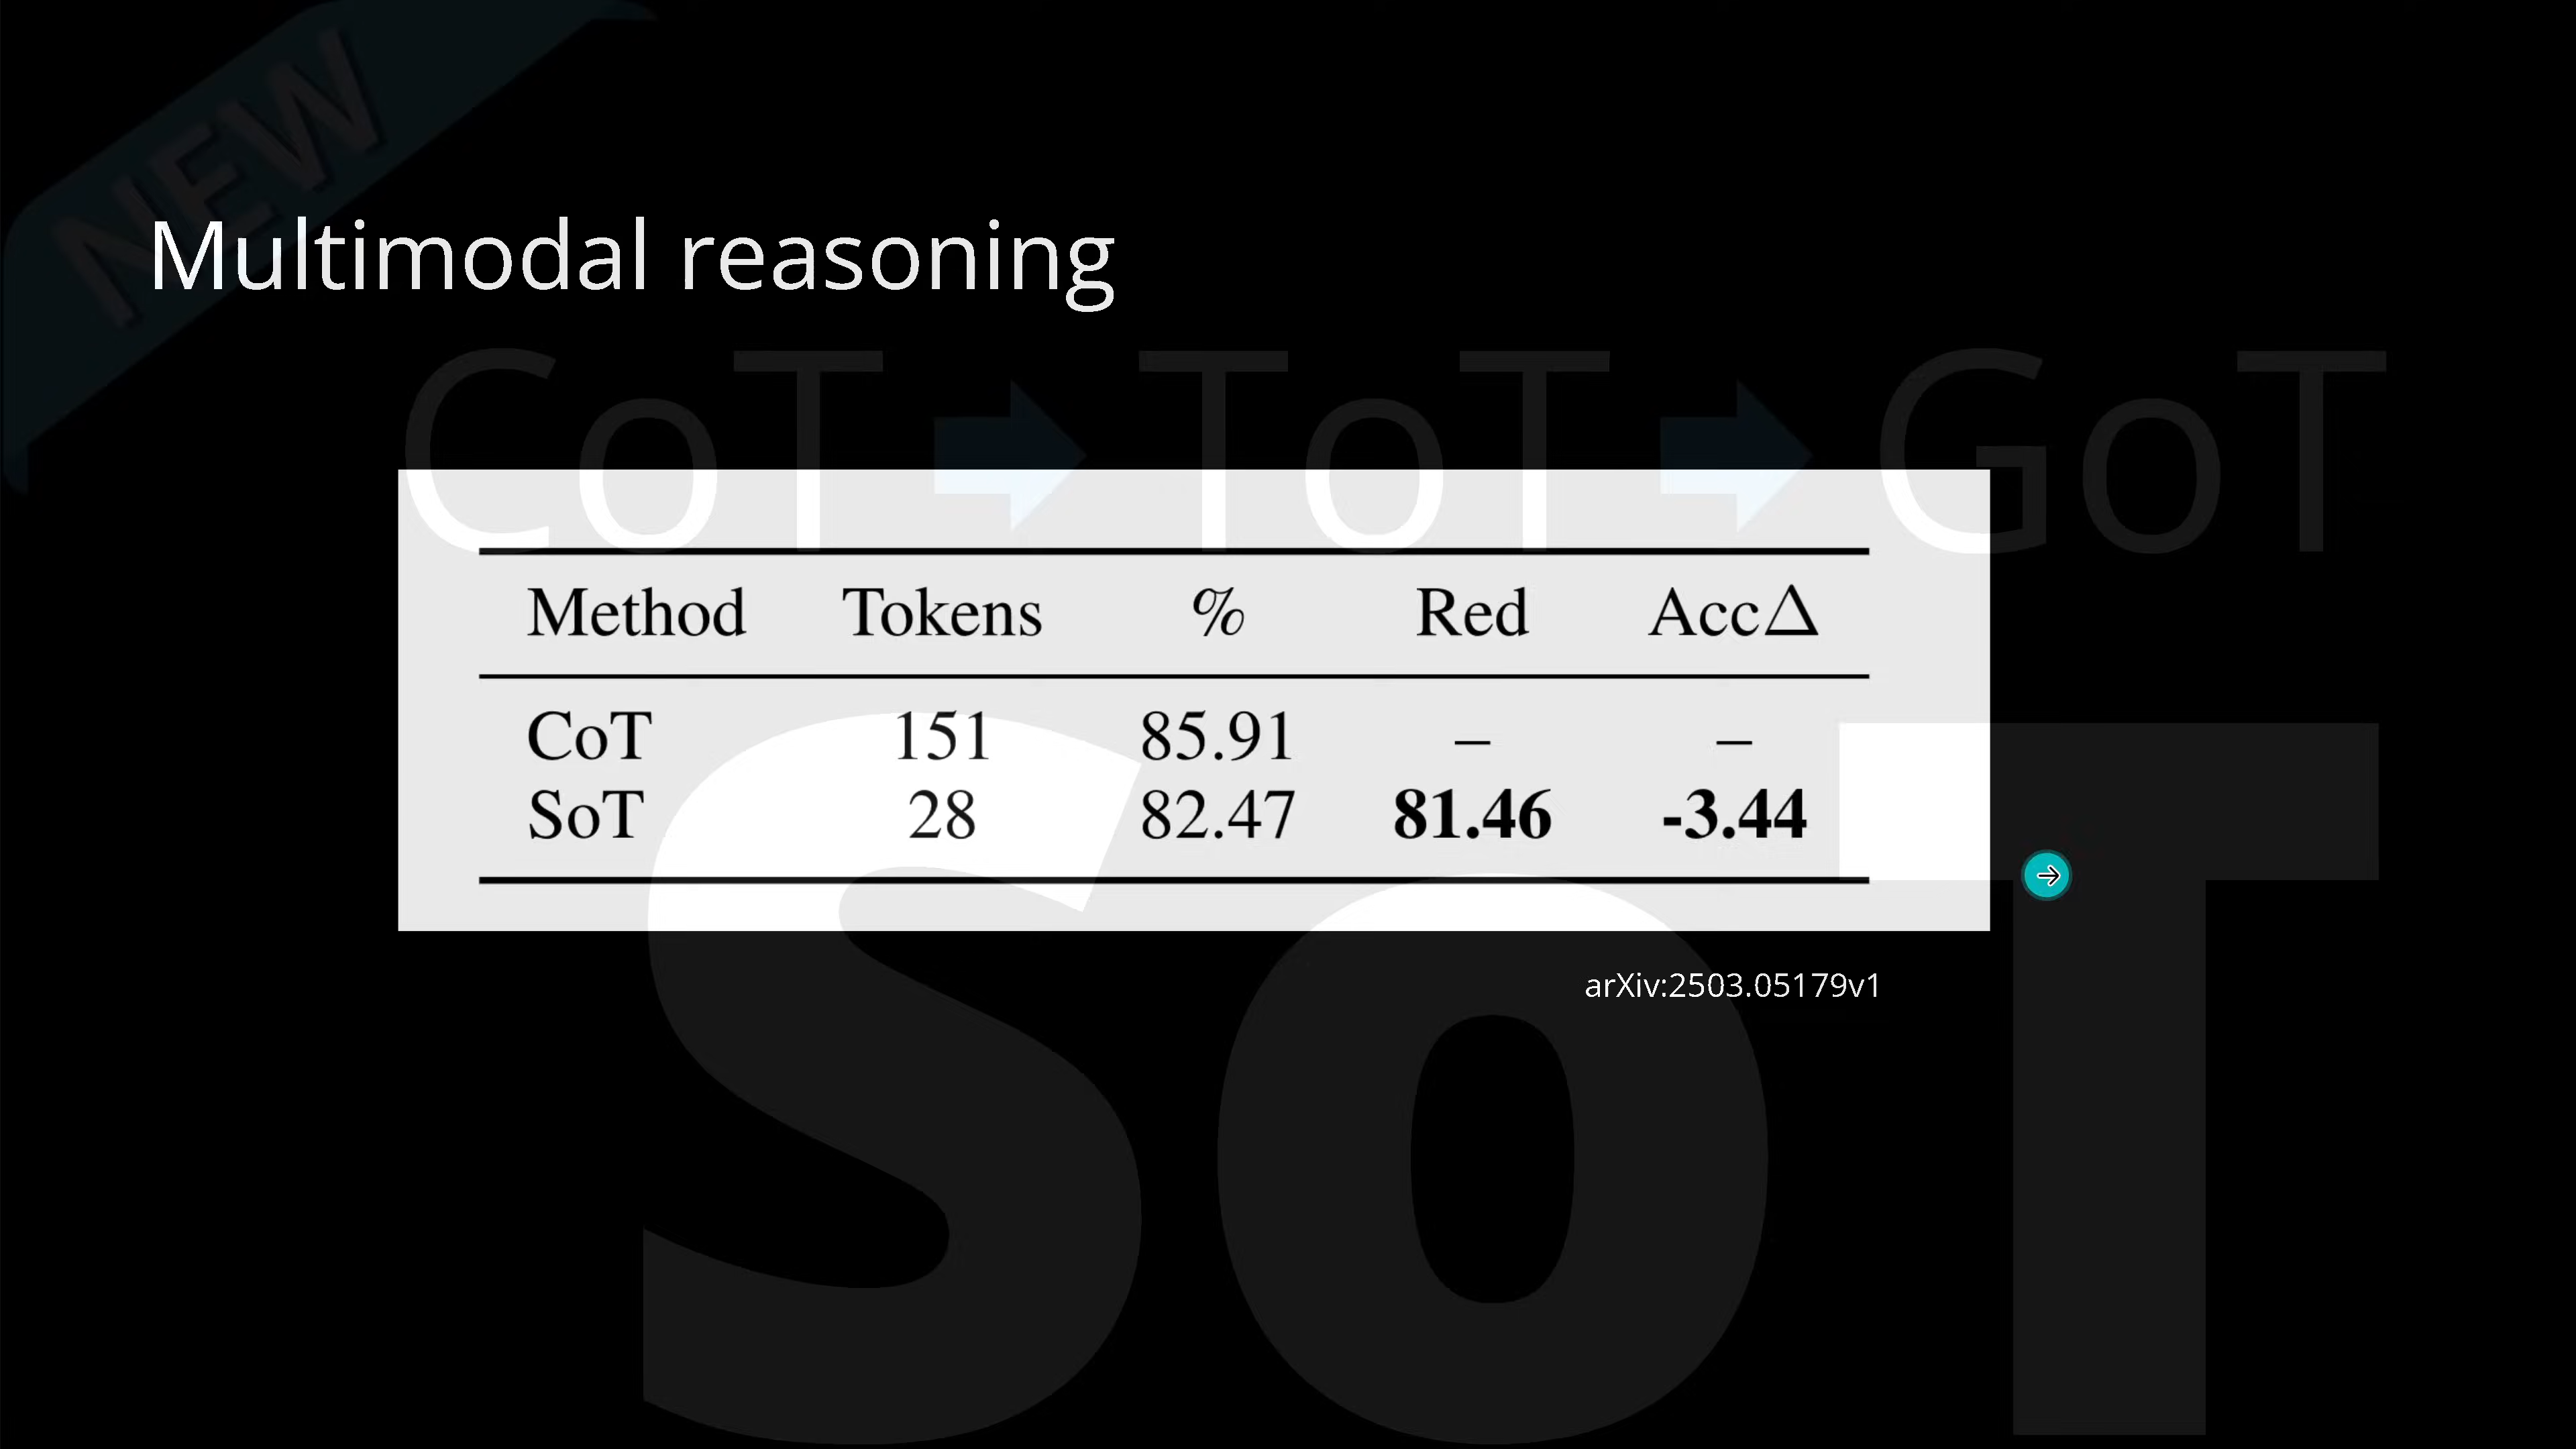 NEW
Multimodal reasoning
CoT ToT GoT
Method Tokens % Red Acc∆
CoT 151 85.91 – –
SoT 28 82.47 81.46 -3.44
arXiv:2503.05179v1
SoT